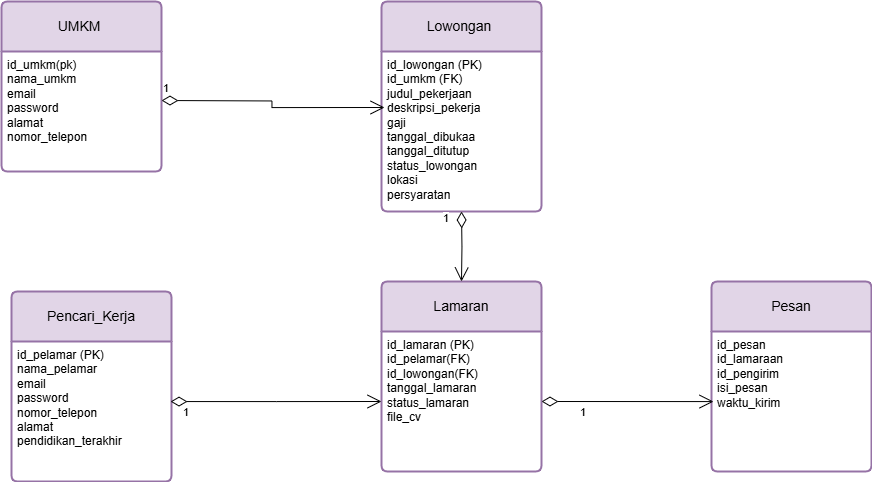 UMKM
id_umkm(pk)
nama_umkm
email
password
alamat
nomor_telepon
1
Lowongan
id_lowongan (PK)
id_umkm (FK)
judul_pekerjaan
deskripsi_pekerja
gaji
tanggal_dibukaa
tanggal_ditutup
status_lowongan
lokasi
persyaratan
1
Pencari_Kerja
id_pelamar (PK)
nama_pelamar
email
password
nomor_telepon
alamat
pendidikan_terakhir
1
Lamaran
id_lamaran (PK)
id_pelamar(FK)
id_lowongan(FK)
tanggal_lamaran
status_lamaran
file_cv
1
Pesan
id_pesan
id_lamaraan
id_pengirim
isi_pesan
waktu_kirim